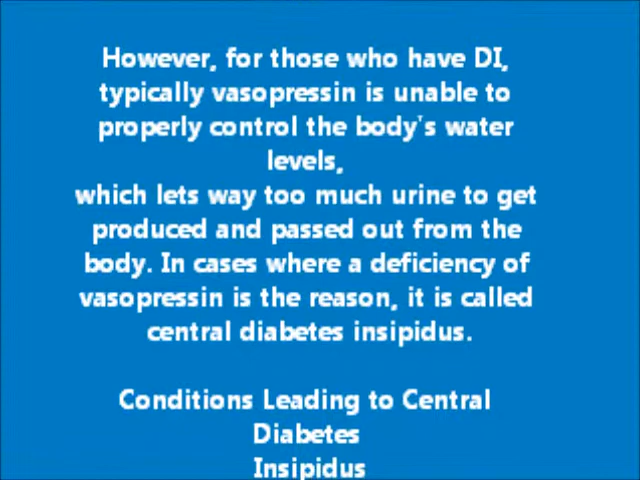 However, for those who have DI,
typically vasopressin is unable to
properly control the body's water
levels,
which lets way too much urine to get
produced and passed out from the
body. In cases where a deficiency of
vasopressin is the reason, it is called
central diabetes insipidus.
Conditions Leading to Central
Diabetes
Insipidus